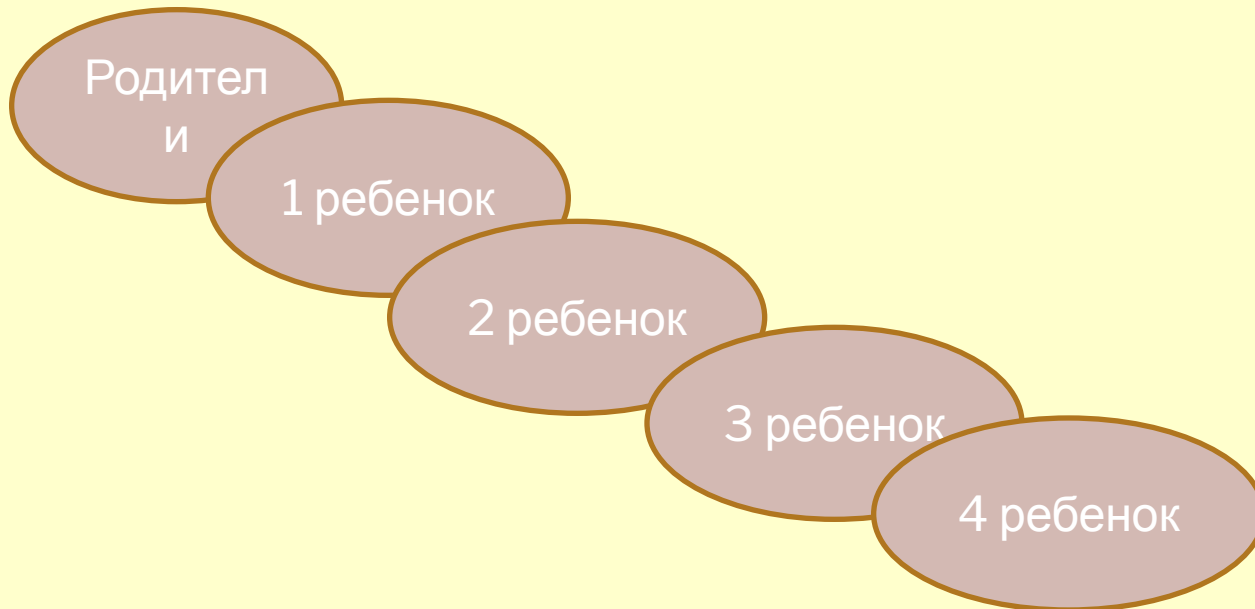 Родител
и
1 ребенок
2 ребенок
3 ребенок
4 ребенок